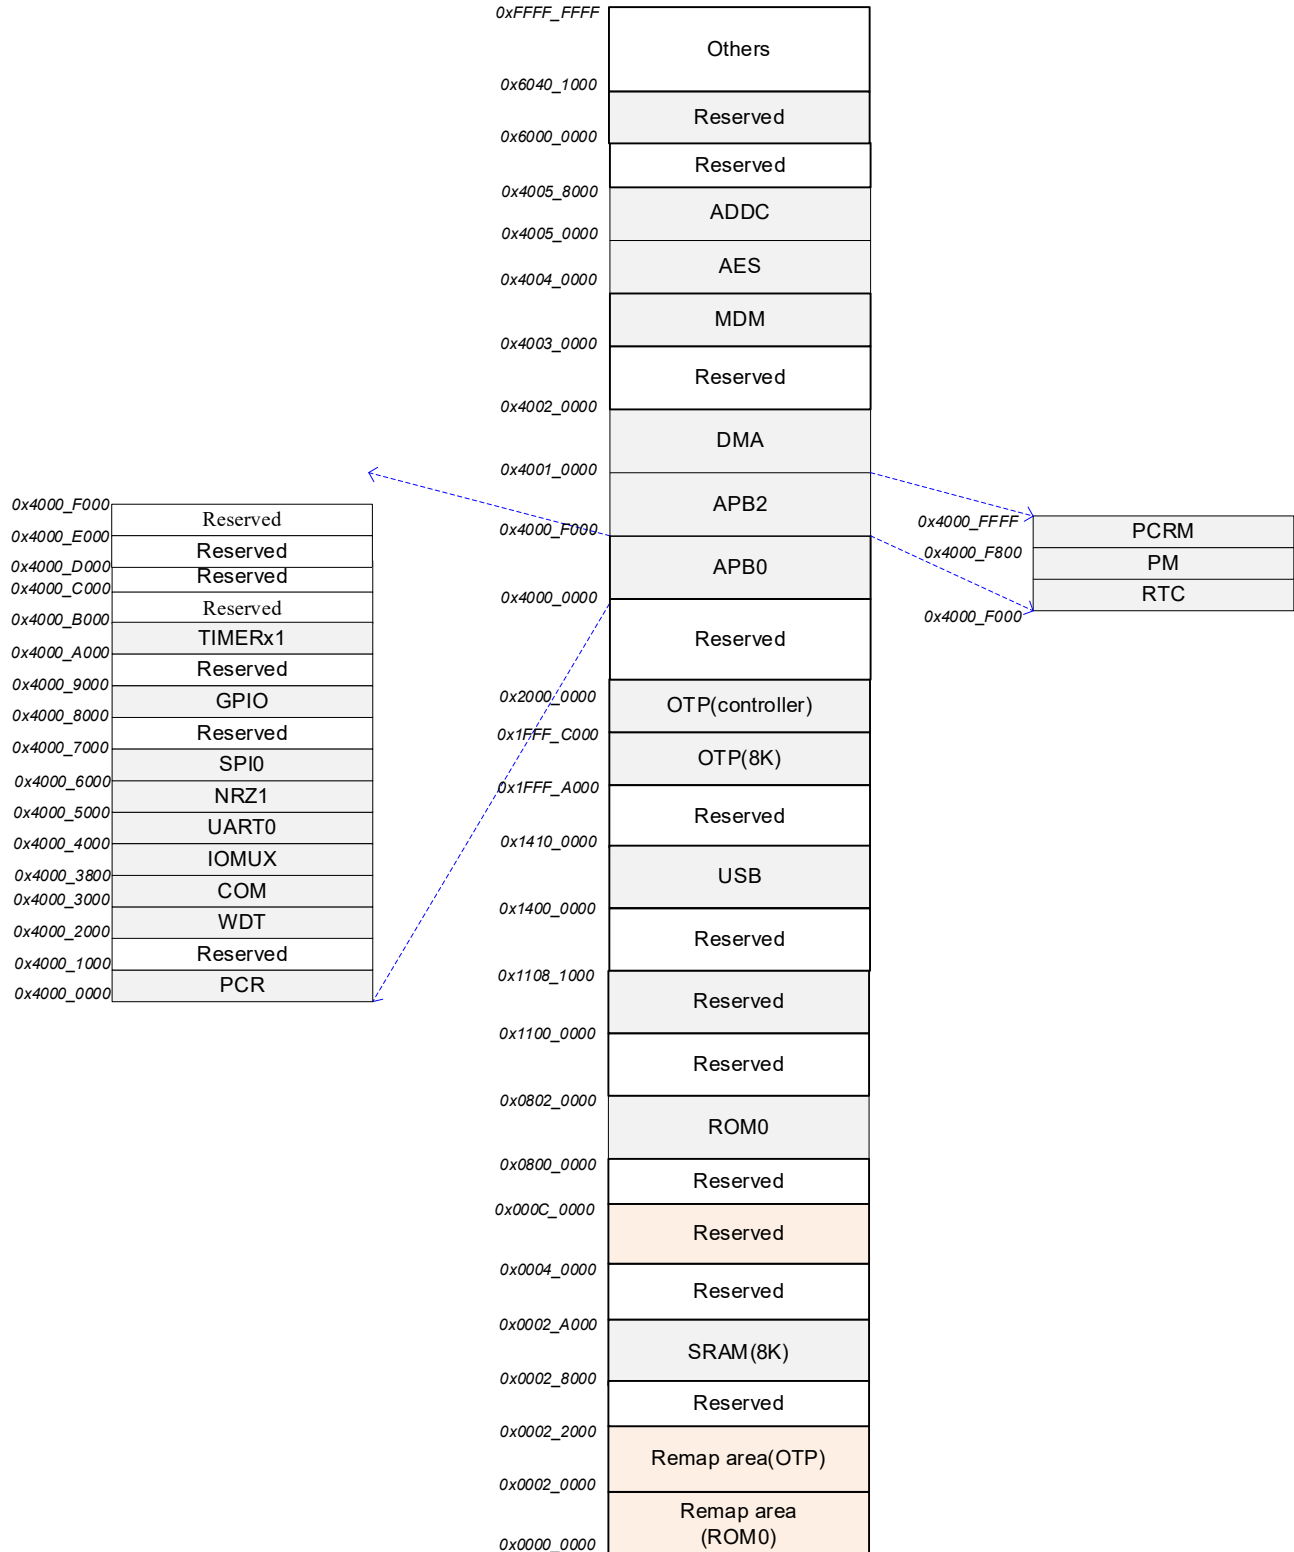 0xFFFF_FFFF
Others
0x6040_1000
Reserved
0x6000_0000
Reserved
0x4005_8000
ADDC
0x4005_0000
AES
0x4004_0000
MDM
0x4003_0000
Reserved
0x4002_0000
DMA
0x4001_0000
APB2
0x4000_F000
APB0
0x4000_0000
Reserved
0x2000_0000
OTP(controller)
0x1FFF_C000
OTP(8K)
0x1FFF_A000
Reserved
0x1410_0000
USB
0x1400_0000
Reserved
0x1108_1000
Reserved
0x1100_0000
Reserved
0x0802_0000
ROM0
0x0800_0000
Reserved
0x000C_0000
Reserved
0x0004_0000
Reserved
0x0002_A000
SRAM(8K)
0x0002_8000
Reserved
0x0002_2000
Remap area(OTP)
0x0002_0000
Remap area
(ROM0)
0x0000_0000
0x4000_F000
Reserved
0x4000_E000
Reserved
0x4000_D000
Reserved
0x4000_C000
Reserved
0x4000_B000
TIMERx1
0x4000_A000
Reserved
0x4000_9000
GPIO
0x4000_8000
Reserved
0x4000_7000
SPI0
0x4000_6000
NRZ1
0x4000_5000
UART0
0x4000_4000
IOMUX
0x4000_3800
COM
0x4000_3000
WDT
0x4000_2000
Reserved
0x4000_1000
PCR
0x4000_0000
0x4000_FFFF
PCRM
0x4000_F800
PM
RTC
0x4000_F000